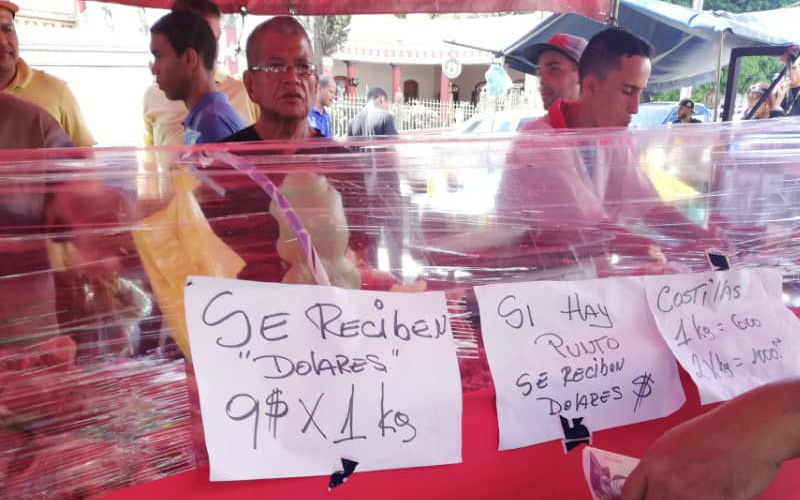 SE RECiben
"DOLARES"
9$ X 1 kg
Si HAy
PUNTO
SE RECiben
DOLARES $
COSTiLLAS
1 kg = 600
2 kg = 1000